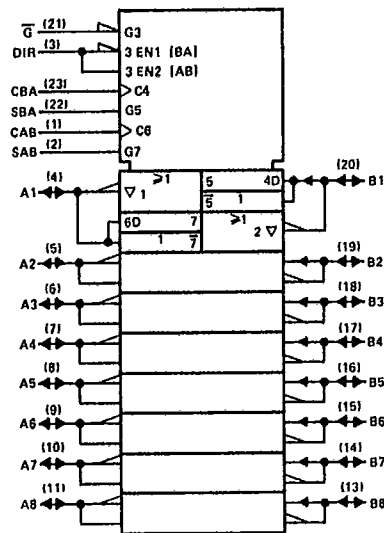 G̅ (21) G3
DIR (3) 3 EN1 [BA]
3 EN2 [AB]
CBA (23) C4
SBA (22) G5
CAB (1) C6
SAB (2) G7
A1 (4) ≥1 ▽ 1 5 4D (20) B1
5̅ 1
6D 7 ≥1
1 7̅ 2 ▽
A2 (5) (19) B2
A3 (6) (18) B3
A4 (7) (17) B4
A5 (8) (16) B5
A6 (9) (15) B6
A7 (10) (14) B7
A8 (11) (13) B8